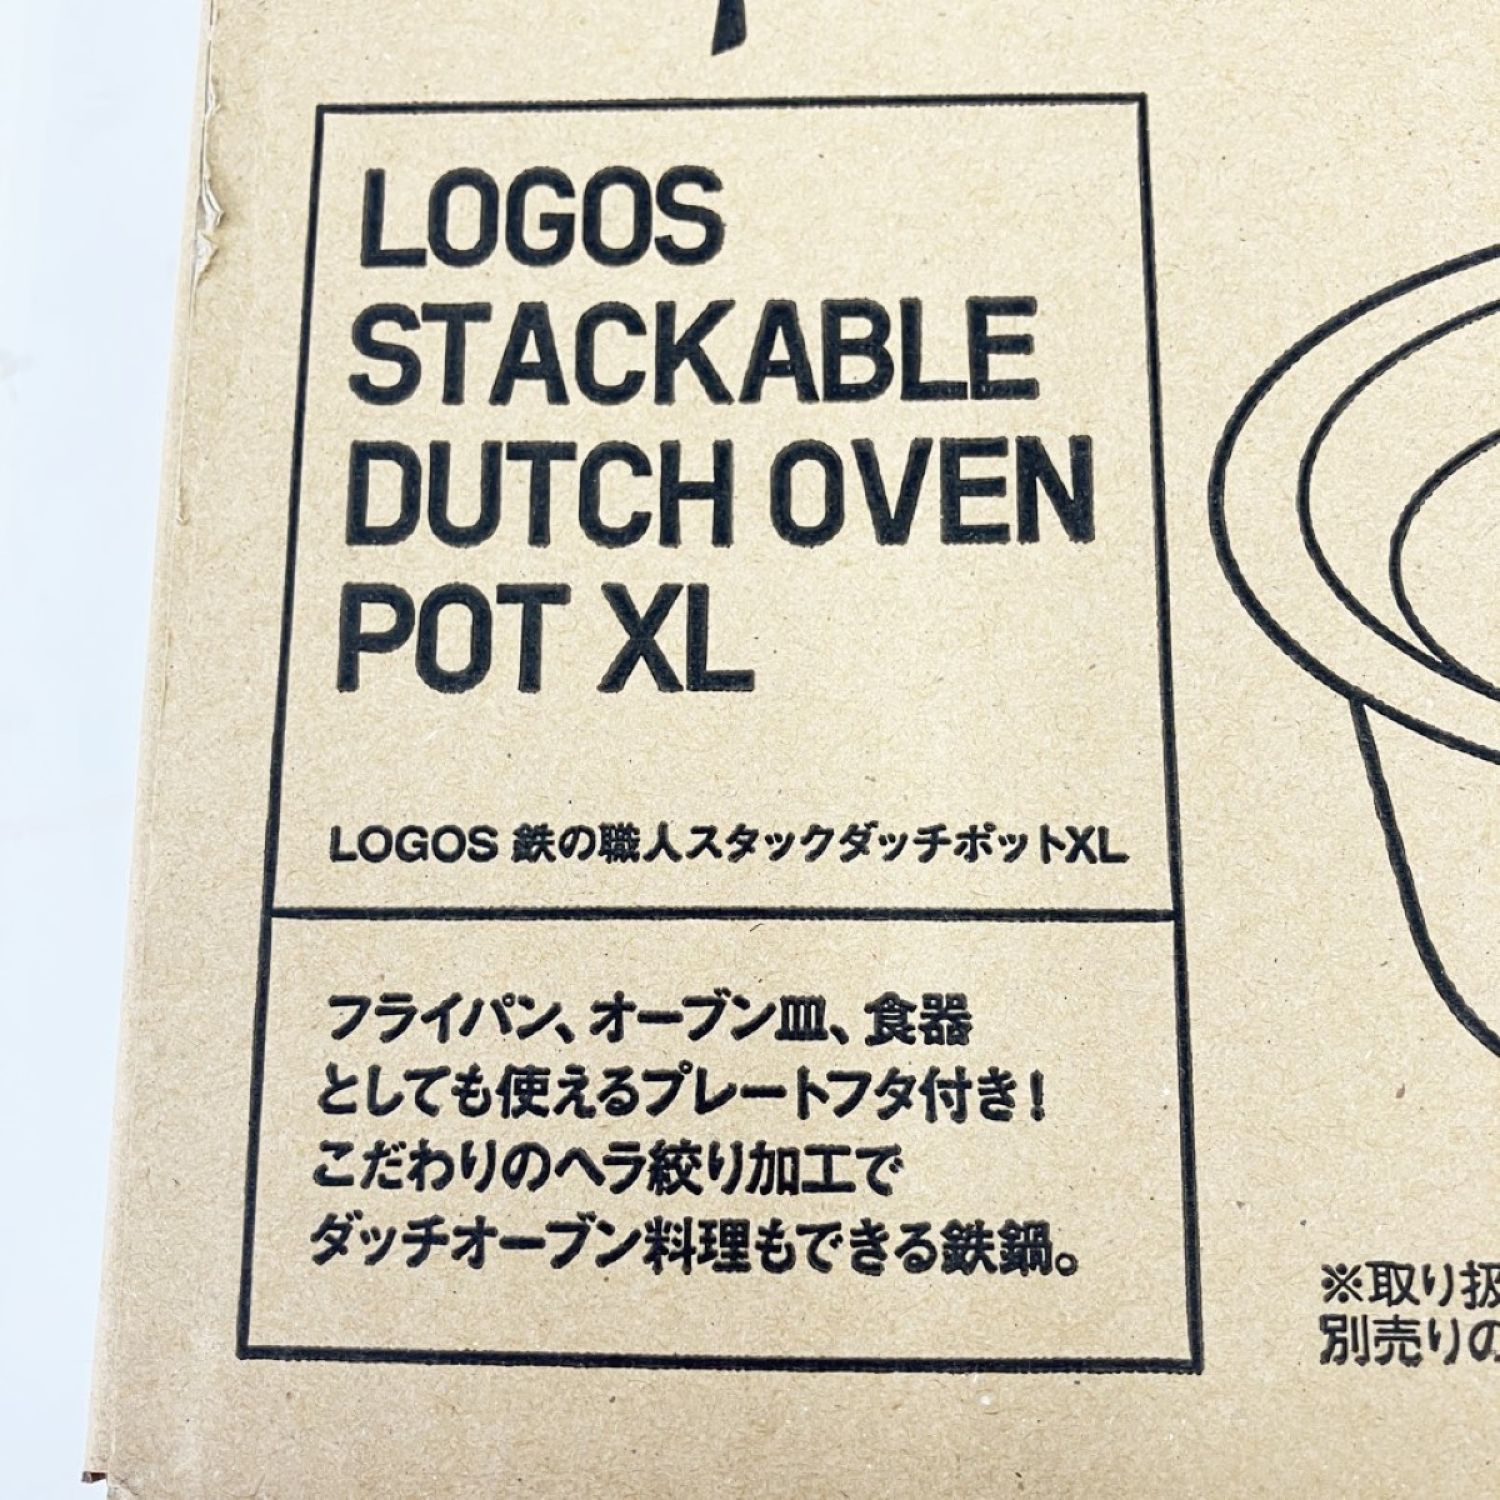 LOGOS
STACKABLE
DUTCH OVEN
POT XL
LOGOS 鉄の職人スタックダッチポットXL
フライパン、オーブン皿、食器
としても使えるプレートフタ付き！
こだわりのヘラ絞り加工で
ダッチオーブン料理もできる鉄鍋。
※取り扱
別売りの